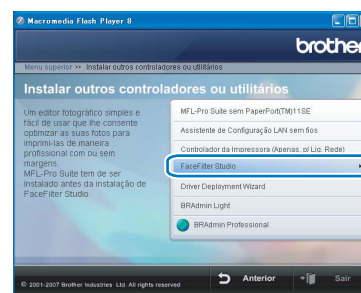 Macromedia Flash Player 8
brother
Menu superior >> Instalar outros controladores ou utilitários
Instalar outros controladores ou utilitários
Um editor fotográfico simples e
fácil de usar que lhe consente
optimizar as suas fotos para
imprimi-las de maneira
profissional com ou sem
margens.
MFL-Pro Suite tem de ser
instalado antes da instalação de
FaceFilter Studio.
MFL-Pro Suite sem PaperPort(TM)11SE
Assistente de Configuração LAN sem fios
Controlador da Impressora (Apenas, p/ Lig. Rede)
FaceFilter Studio
Driver Deployment Wizard
BRAdmin Light
BRAdmin Professional
© 2001-2007 Brother Industries Ltd All rights reserved
Anterior
Sair